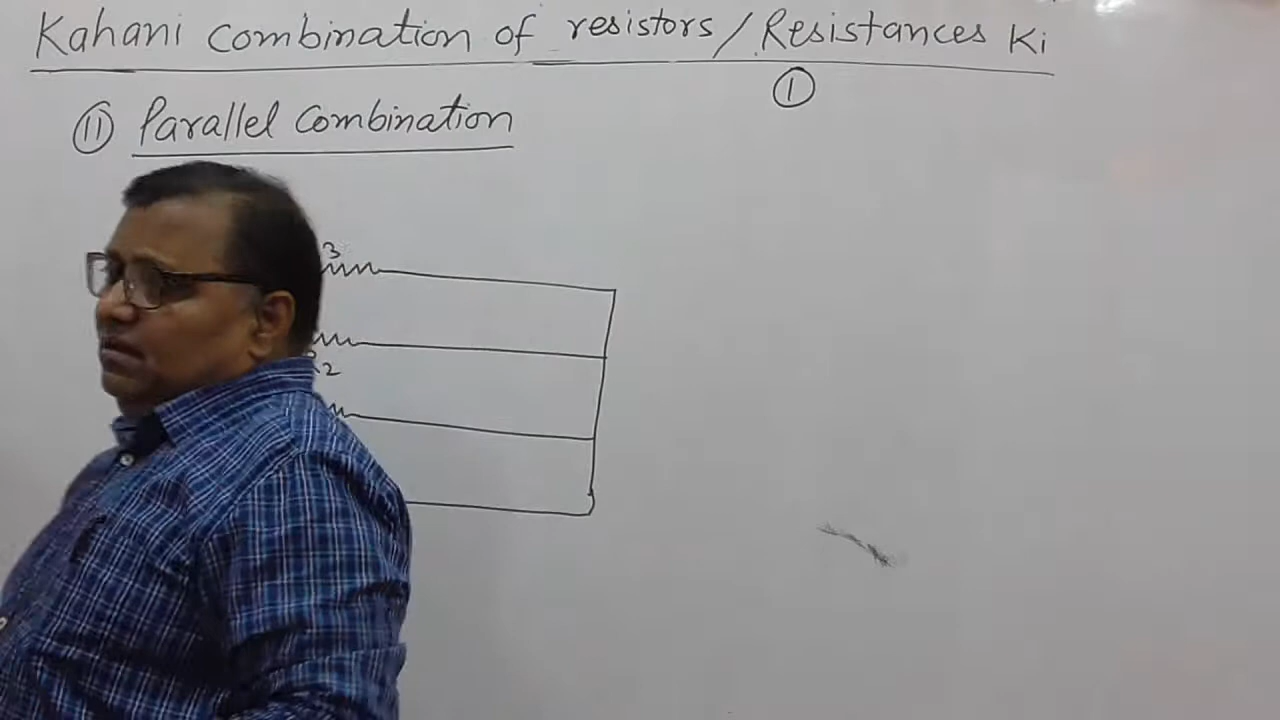 Kahani Combination of resistors / Resistances Ki
①
⑪ Parallel Combination
3
2